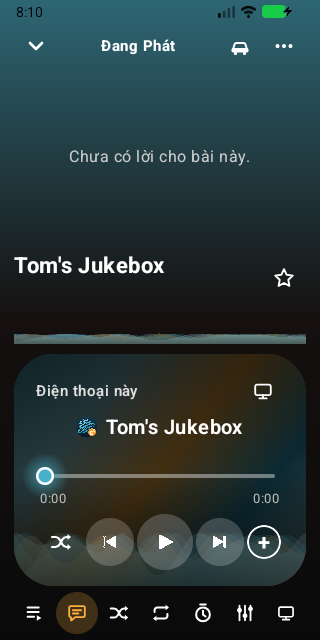 8:10
Đang Phát
Chưa có lời cho bài này.
Tom's Jukebox
Điện thoại này
Tom's Jukebox
0:00
0:00